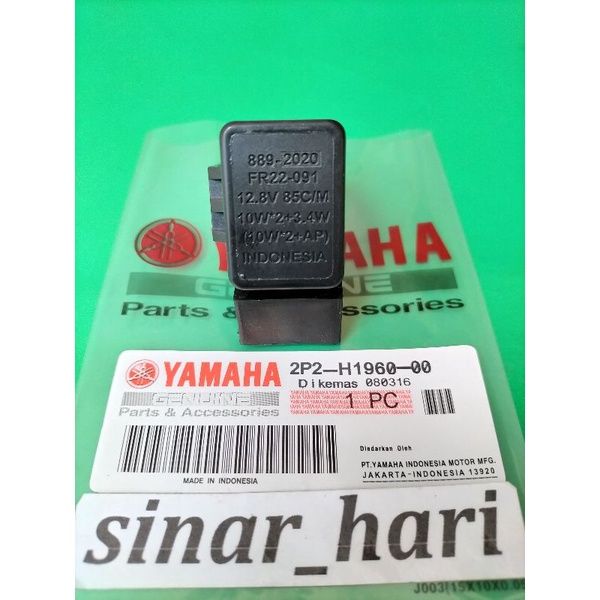 889-2020
FR22-091
12.8V 85C/M
10W*2+3.4W
(10W*2+AP)
INDONESIA
YAMAHA
GENUINE
Parts & Accessories
YAMAHA
GENUINE
Parts & Accessories
MADE IN INDONESIA
2P2-H1960-00
Dikemas 080316
1 PC
Diedarkan Oleh
PT.YAMAHA INDONESIA MOTOR MFG.
JAKARTA-INDONESIA 13920
sinar_hari